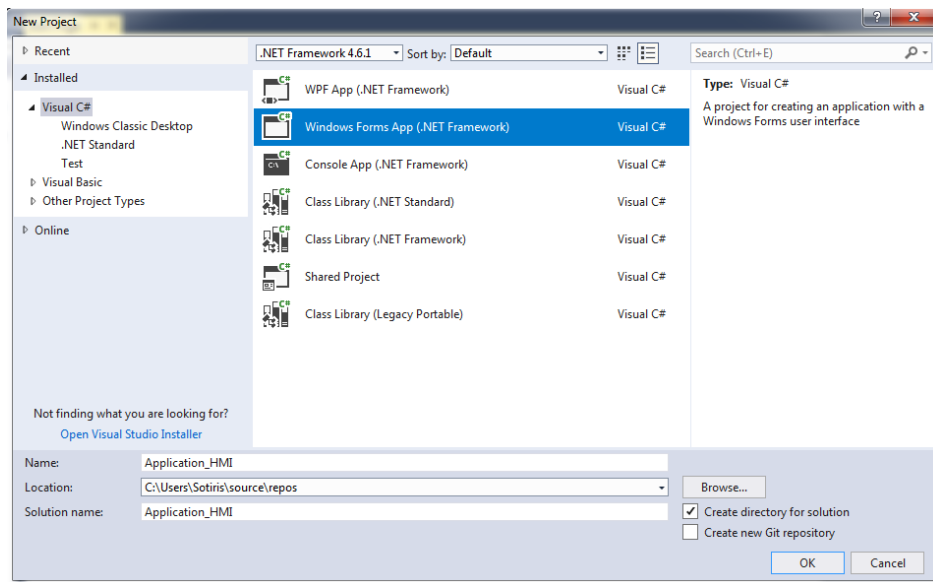 New Project
Recent
.NET Framework 4.6.1 Sort by: Default Search (Ctrl+E)
Installed
Visual C#
Windows Classic Desktop
.NET Standard
Test
Visual Basic
Other Project Types
Online
Not finding what you are looking for?
Open Visual Studio Installer
C# WPF App (.NET Framework) Visual C#
C# Windows Forms App (.NET Framework) Visual C#
C# Console App (.NET Framework) Visual C#
C# Class Library (.NET Standard) Visual C#
C# Class Library (.NET Framework) Visual C#
C# Shared Project Visual C#
C# Class Library (Legacy Portable) Visual C#
Type: Visual C#
A project for creating an application with a
Windows Forms user interface
Name: Application_HMI
Location: C:\Users\Sotiris\source\repos Browse...
Solution name: Application_HMI Create directory for solution
Create new Git repository
OK Cancel